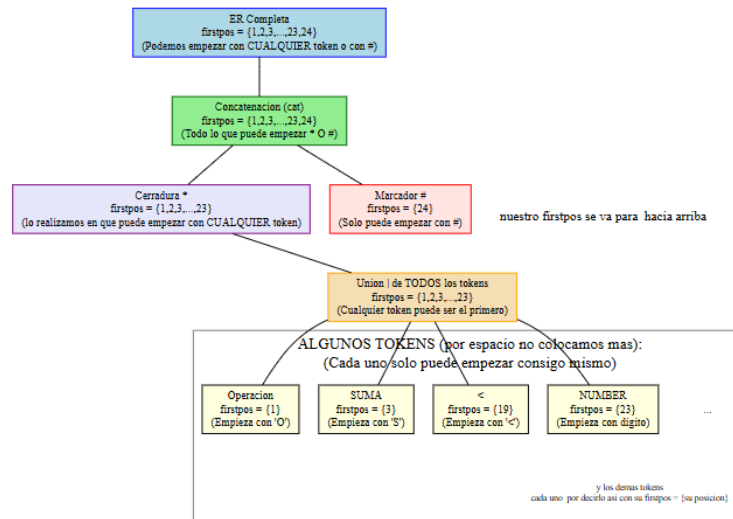 ER Completa
firstpos = {1,2,3,...,23,24}
(Podemos empezar con CUALQUIER token o con #)
Concatenacion (cat)
firstpos = {1,2,3,...,23,24}
(Todo lo que puede empezar * O #)
Cerradura *
firstpos = {1,2,3,...,23}
(lo realizamos en que puede empezar con CUALQUIER token)
Marcador #
firstpos = {24}
(Solo puede empezar con #)
nuestro firstpos se va para hacia arriba
Union | de TODOS los tokens
firstpos = {1,2,3,...,23}
(Cualquier token puede ser el primero)
ALGUNOS TOKENS (por espacio no colocamos mas):
(Cada uno solo puede empezar consigo mismo)
Operacion
firstpos = {1}
(Empieza con 'O')
SUMA
firstpos = {3}
(Empieza con 'S')
<
firstpos = {19}
(Empieza con '<')
NUMBER
firstpos = {23}
(Empieza con digito)
...
y los demas tokens
cada uno por decirlo asi con su firstpos = {su posicion}